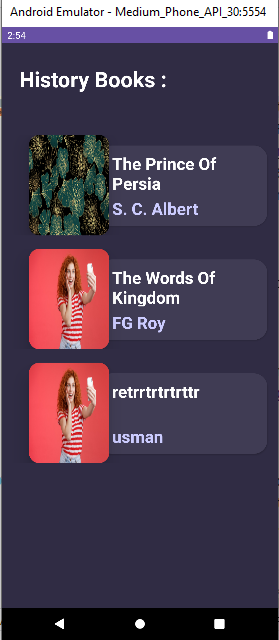 Android Emulator - Medium_Phone_API_30:5554
2:54
History Books :
The Prince Of
Persia
S. C. Albert
The Words Of
Kingdom
FG Roy
retrrtrtrtrttr
usman